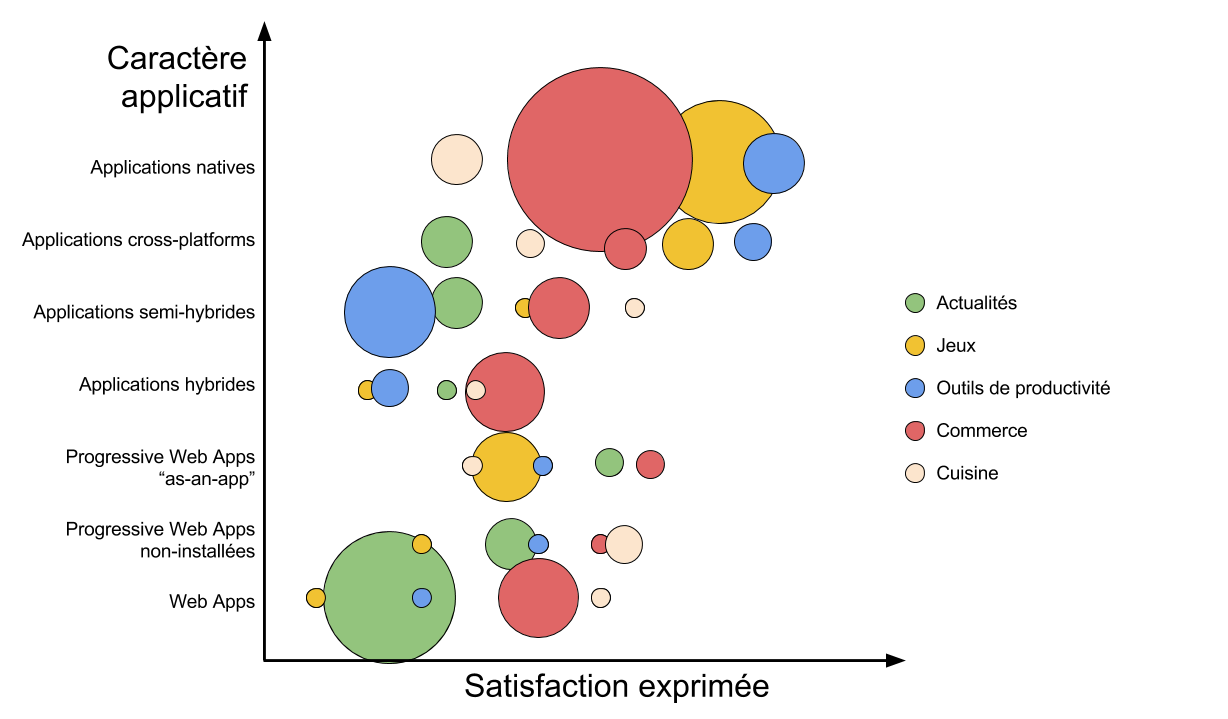 Caractère
applicatif
Applications natives
Applications cross-platforms
Applications semi-hybrides
Applications hybrides
Progressive Web Apps
“as-an-app”
Progressive Web Apps
non-installées
Web Apps
Satisfaction exprimée
Actualités
Jeux
Outils de productivité
Commerce
Cuisine